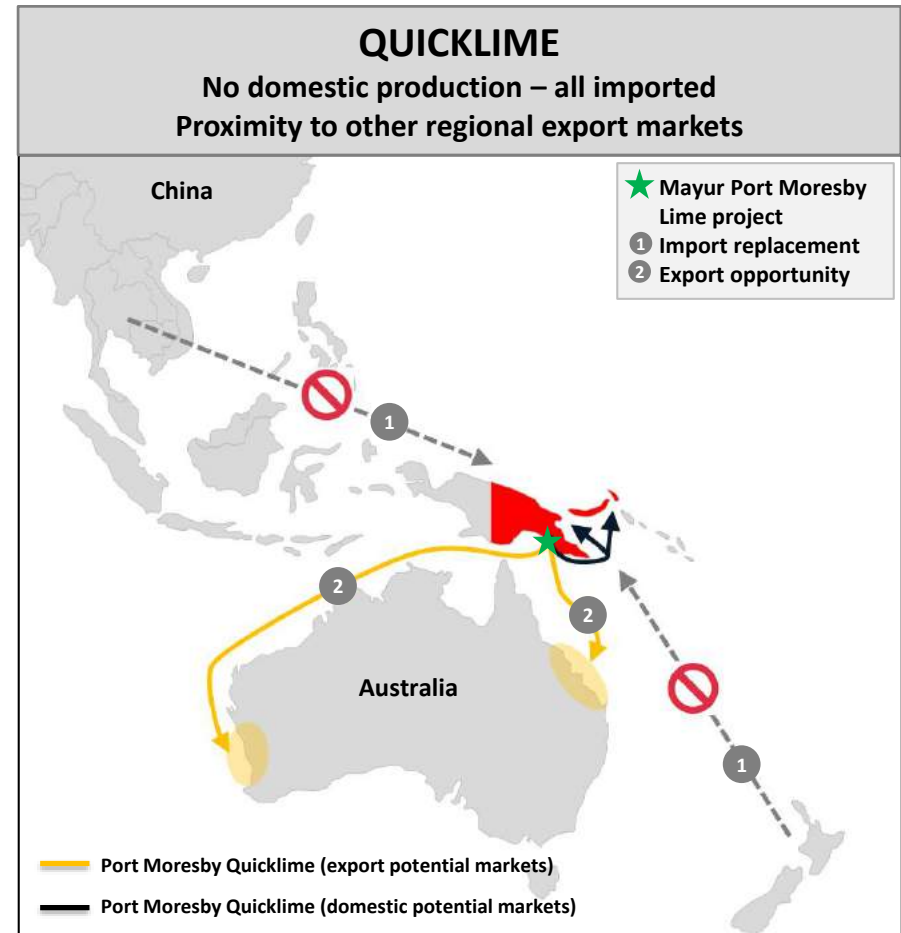 QUICKLIME
No domestic production – all imported
Proximity to other regional export markets
China
Mayur Port Moresby
Lime project
1 Import replacement
2 Export opportunity
1
2
2
Australia
1
Port Moresby Quicklime (export potential markets)
Port Moresby Quicklime (domestic potential markets)